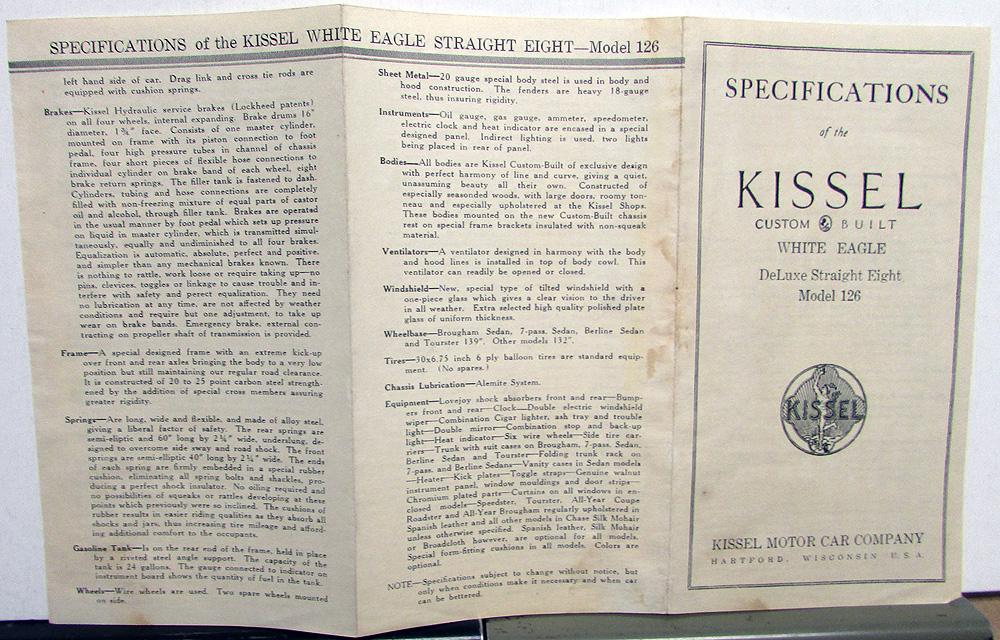 SPECIFICATIONS of the KISSEL WHITE EAGLE STRAIGHT EIGHT—Model 126
left hand side of car. Drag link and cross tie rods are
equipped with cushion springs.
Brakes—Kissel Hydraulic service brakes (Lockheed patents)
on all four wheels, internal expanding. Brake drums 16"
diameter, 1¾" face. Consists of one master cylinder,
mounted on frame with its piston connection to foot
pedal, four high pressure tubes in channel of chassis
frame, four short pieces of flexible hose connections to
individual cylinder on brake band of each wheel, eight
brake return springs. The filler tank is fastened to dash.
Cylinders, tubing and hose connections are completely
filled with non-freezing mixture of equal parts of castor
oil and alcohol, through filler tank. Brakes are operated
in the usual manner by foot pedal which sets up pressure
on liquid in master cylinder, which is transmitted simul-
taneously, equally and undiminished to all four brakes.
Equalization is automatic, absolute, perfect and positive,
and simpler than any mechanical brakes known. There
is nothing to rattle, work loose or require taking up—no
pins, clevices, toggles or linkage to cause trouble and in-
terfere with safety and perect equalization. They need
no lubrication at any time, are not affected by weather
conditions and require but one adjustment, to take up
wear on brake bands. Emergency brake, external con-
tracting on propeller shaft of transmission is provided.
Frame—A special designed frame with an extreme kick-up
over front and rear axles bringing the body to a very low
position but still maintaining our regular road clearance.
It is constructed of 20 to 25 point carbon steel strength-
ened by the addition of special cross members assuring
greater rigidity.
Springs—Are long, wide and flexible, and made of alloy steel,
giving a liberal factor of safety. The rear springs are
semi-eliptic and 60" long by 2¼" wide, underslung, de-
signed to overcome side sway and road shock. The front
springs are semi-eliptic 40" long by 2¼" wide. The ends
of each spring are firmly embedded in a special rubber
cushion, eliminating all spring bolts and shackles, pro-
ducing a perfect shock insulator. No oiling required and
no possibilities of squeaks or rattles developing at these
points which previously were so inclined. The cushions of
rubber results in easier riding qualities as they absorb all
shocks and jars, thus increasing tire mileage and afford-
ing additional comfort to the occupants.
Gasoline Tank—Is on the rear end of the frame, held in place
by a riveted steel angle support. The capacity of the
tank is 24 gallons. The gauge connected to indicator on
instrument board shows the quantity of fuel in the tank.
Wheels—Wire wheels are used. Two spare wheels mounted
on side.
Sheet Metal—20 gauge special body steel is used in body and
hood construction. The fenders are heavy 18-gauge
steel, thus insuring rigidity.
Instruments—Oil gauge, gas gauge, ammeter, speedometer,
electric clock and heat indicator are encased in a special
designed panel. Indirect lighting is used, two lights
being placed in rear of panel.
Bodies—All bodies are Kissel Custom-Built of exclusive design
with perfect harmony of line and curve, giving a quiet,
unassuming beauty all their own. Constructed of
especially seasonded woods, with large doors, roomy ton-
neau and especially upholstered at the Kissel Shops.
These bodies mounted on the new Custom-Built chassis
rest on special frame brackets insulated with non-squeak
material.
Ventilators—A ventilator designed in harmony with the body
and hood lines is installed in top of body cowl. This
ventilator can readily be opened or closed.
Windshield—New, special type of tilted windshield with a
one-piece glass which gives a clear vision to the driver
in all weather. Extra selected high quality polished plate
glass of uniform thickness.
Wheelbase—Brougham Sedan, 7-pass. Sedan, Berline Sedan
and Tourster 139". Other models 132".
Tires—30x6.75 inch 6 ply balloon tires are standard equip-
ment. (No spares.)
Chassis Lubrication—Alemite System.
Equipment—Lovejoy shock absorbers front and rear—Bump-
ers front and rear—Clock—Double electric windshield
wiper—Combination Cigar lighter, ash tray and trouble
light—Double mirror—Combination stop and back-up
light—Heat indicator—Six wire wheels—Side tire car-
riers—Trunk with suit cases on Brougham, 7-pass. Sedan,
Berline Sedan and Tourster—Folding trunk rack on
7-pass. and Berline Sedans—Vanity cases in Sedan models
—Heater—Kick plates—Toggle straps—Genuine walnut
instrument panel, window mouldings and door strips—
Chromium plated parts—Curtains on all windows in en-
closed models—Speedster, Tourster, All-Year Coupe
Roadster and All-Year Brougham regularly upholstered in
Spanish leather and all other models in Chase Silk Mohair
unless otherwise specified. Spanish leather, Silk Mohair
or Broadcloth however, are optional for all models.
Special form-fitting cushions in all models. Colors are
optional.
NOTE—Specifications subject to change without notice, but
only when conditions make it necessary and when car
can be bettered.
SPECIFICATIONS
of the
KISSEL
CUSTOM BUILT
WHITE EAGLE
DeLuxe Straight Eight
Model 126
KISSEL
KISSEL MOTOR CAR COMPANY
HARTFORD, WISCONSIN U.S.A.